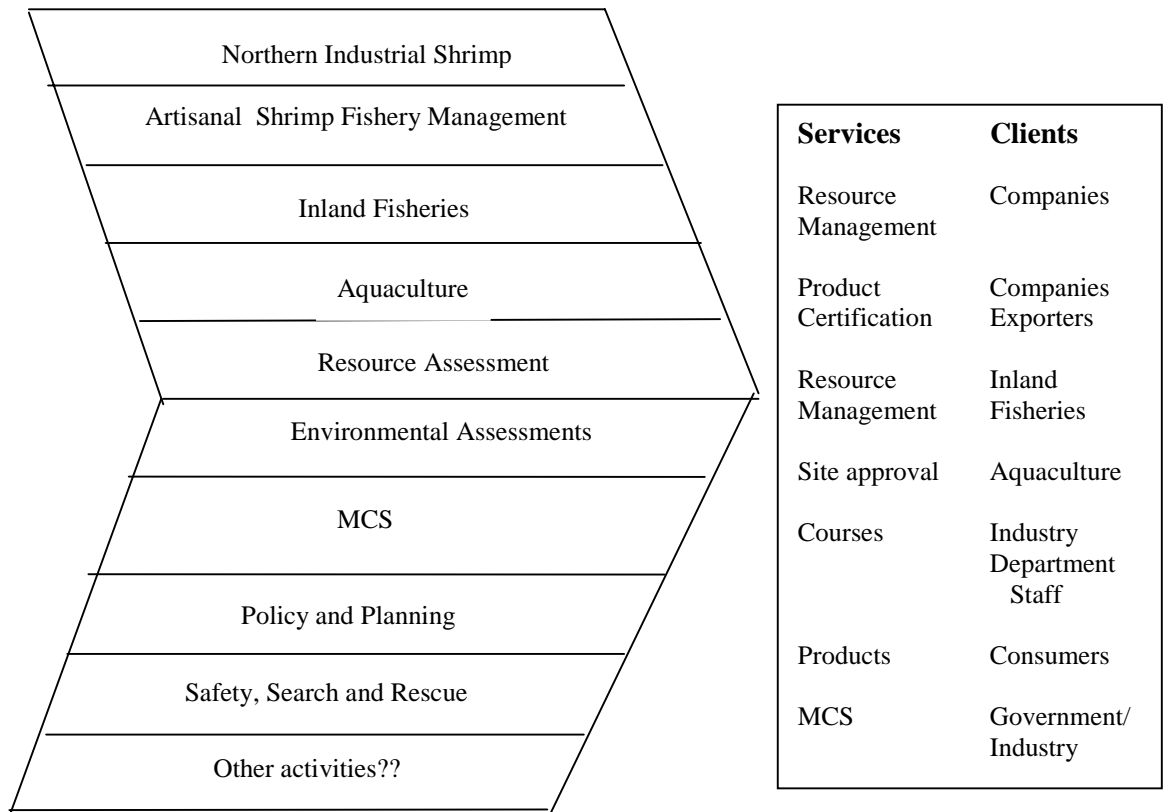 Northern Industrial Shrimp
Artisanal Shrimp Fishery Management
Inland Fisheries
Aquaculture
Resource Assessment
Environmental Assessments
MCS
Policy and Planning
Safety, Search and Rescue
Other activities??
Services Clients
Resource Companies
Management
Product Companies
Certification Exporters
Resource Inland
Management Fisheries
Site approval Aquaculture
Courses Industry
Department
Staff
Products Consumers
MCS Government/
Industry